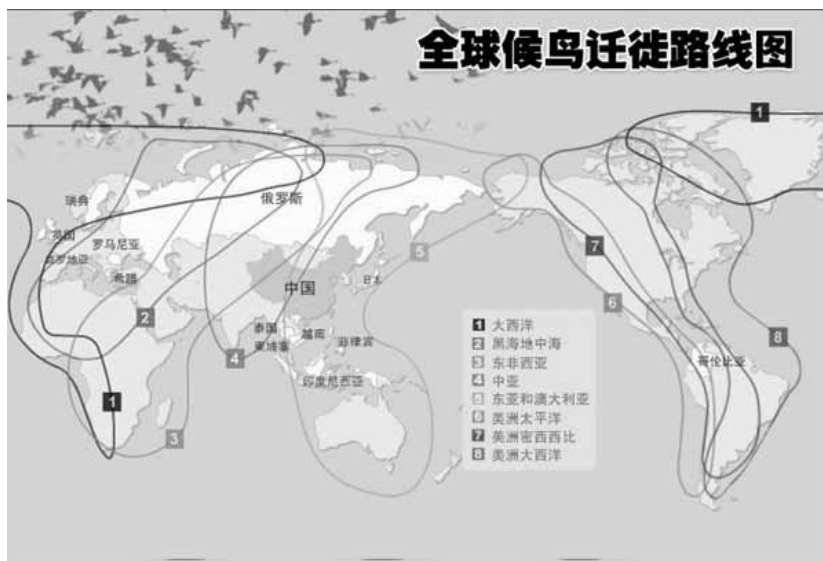 全球候鸟迁徙路线图
1
瑞典
俄罗斯
英国
罗马尼亚
克罗地亚
希腊
5
7
中国
日本
2
6
泰国
越南
柬埔寨
菲律宾
4
8
哥伦比亚
印度尼西亚
1
3
1 大西洋
2 黑海地中海
3 东非西亚
4 中亚
5 东亚和澳大利亚
6 美洲太平洋
7 美洲密西西比
8 美洲大西洋